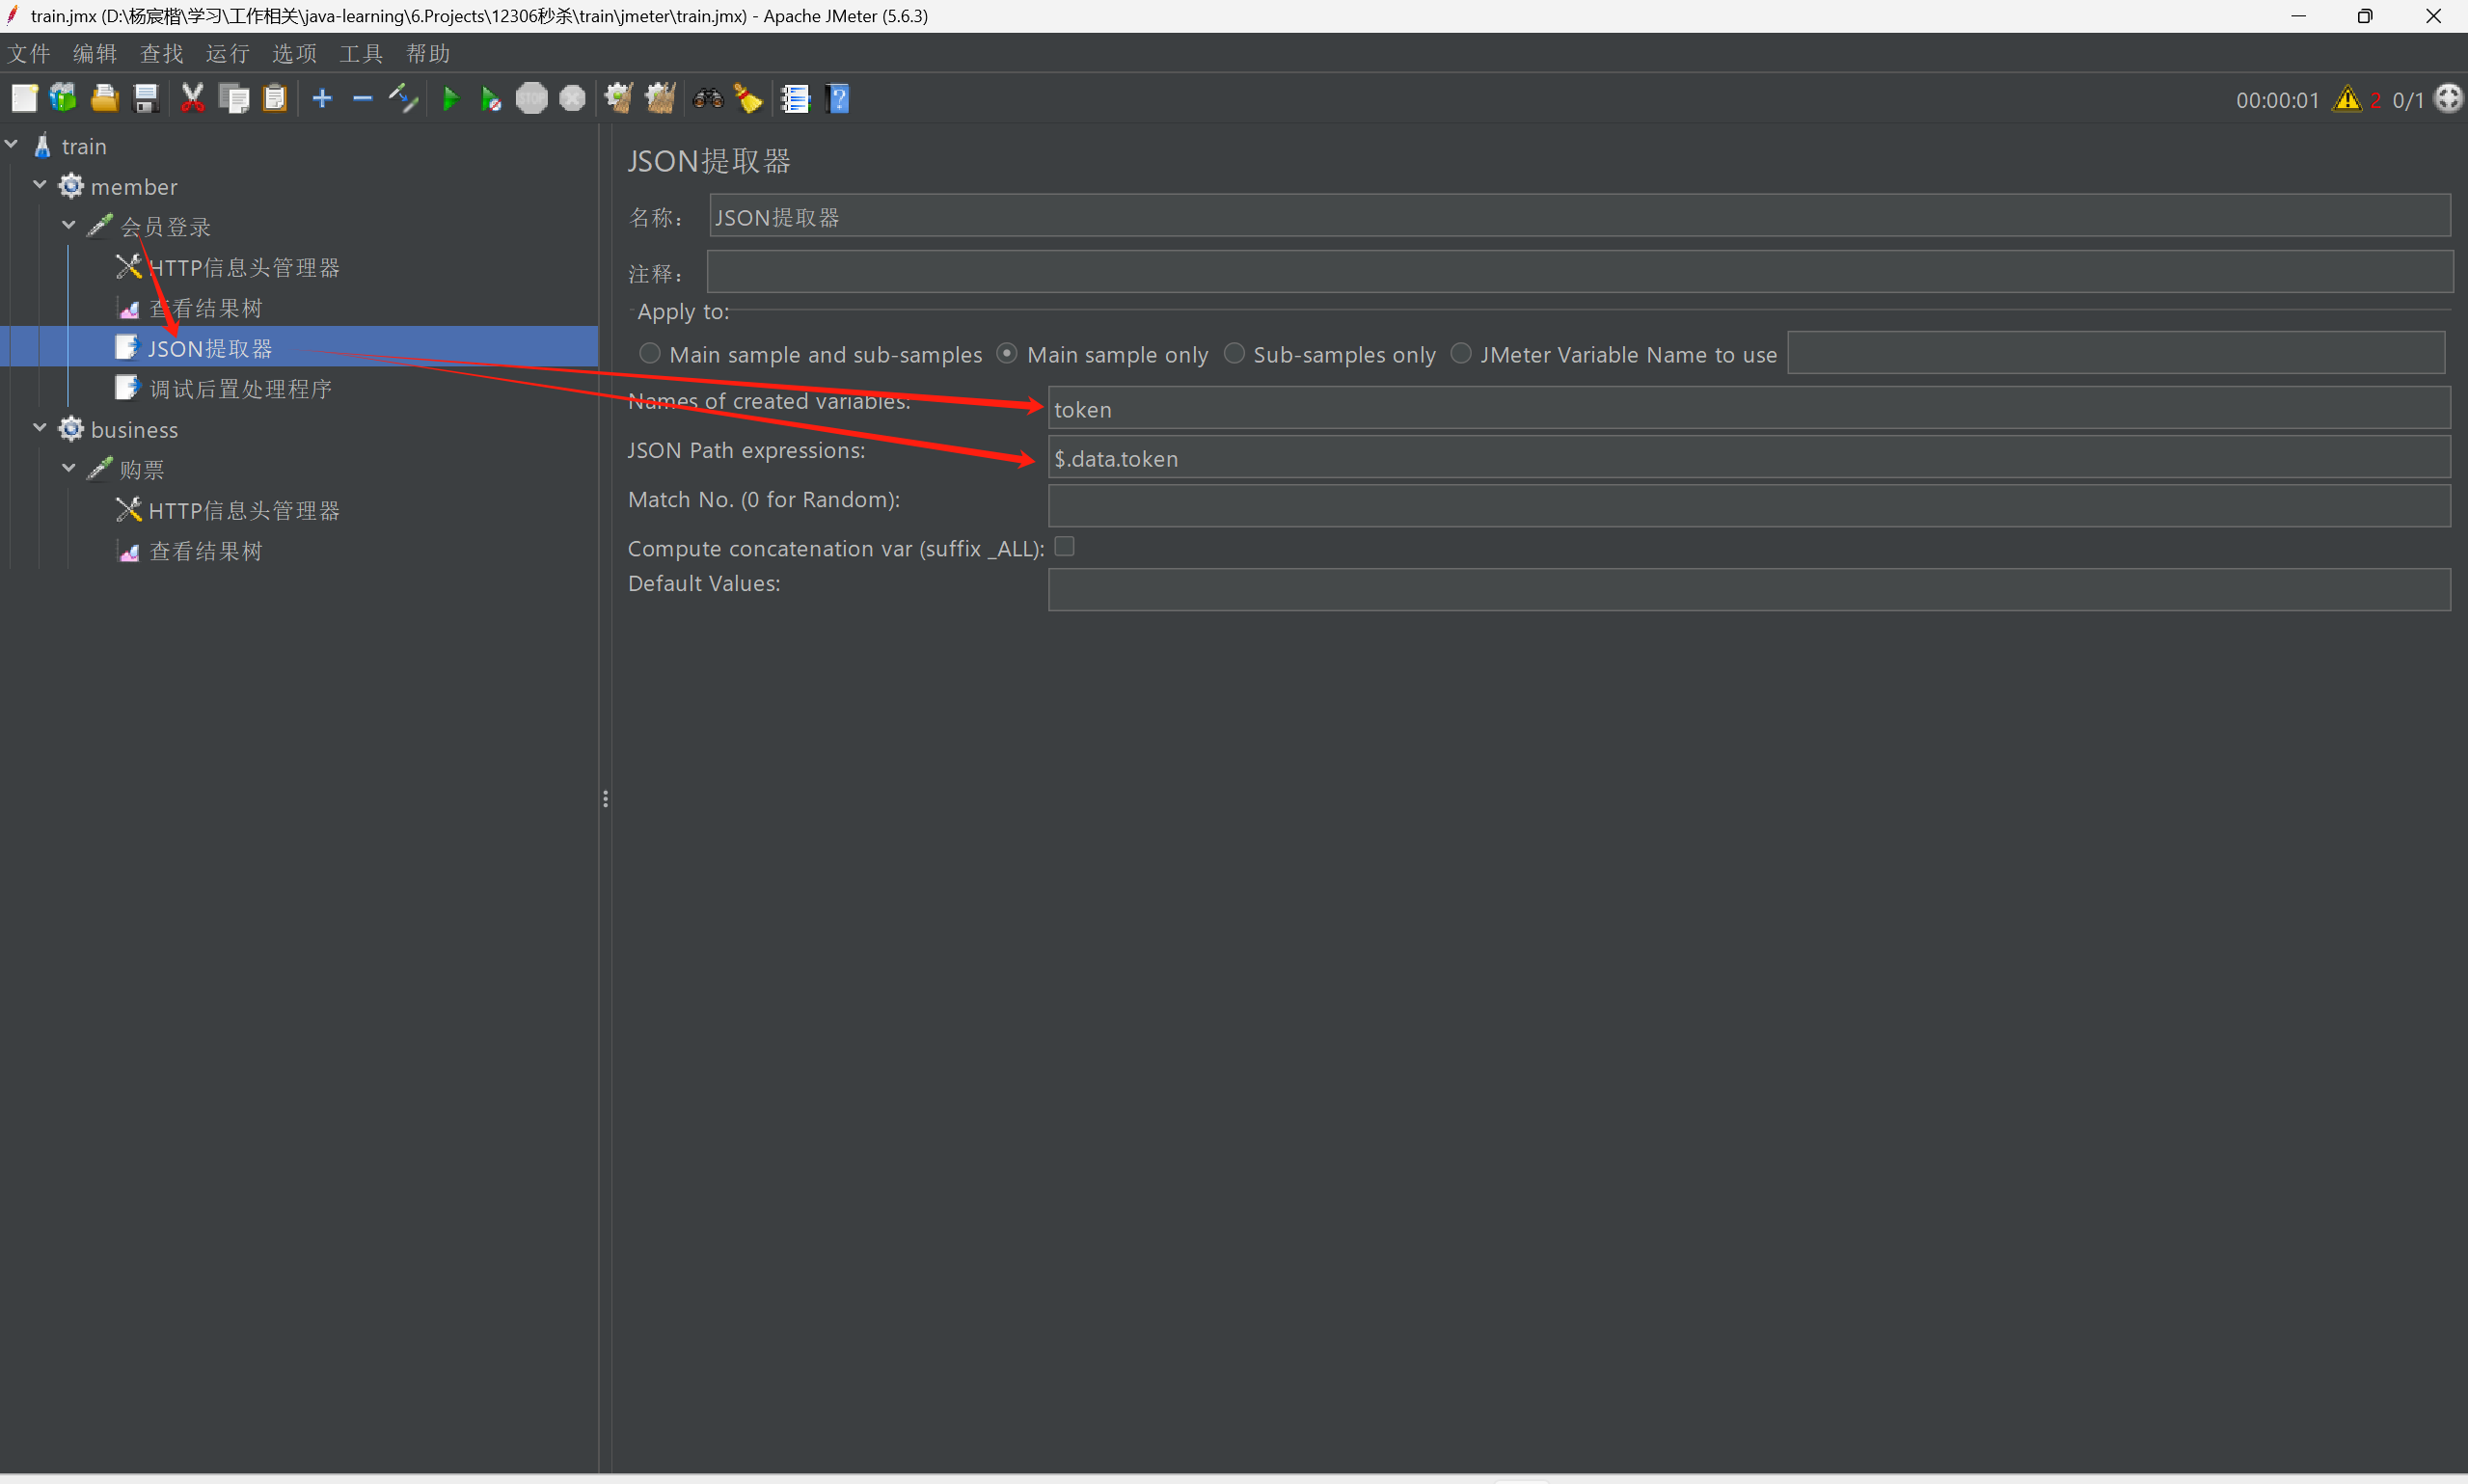 train.jmx (D:\杨宸楷\学习\工作相关\java-learning\6.Projects\12306秒杀\train\jmeter\train.jmx) - Apache JMeter (5.6.3)
文件 编辑 查找 运行 选项 工具 帮助
STOP
00:00:01 2 0/1
train
member
会员登录
HTTP信息头管理器
查看结果树
JSON提取器
调试后置处理程序
business
购票
HTTP信息头管理器
查看结果树
JSON提取器
名称： JSON提取器
注释：
Apply to:
Main sample and sub-samples Main sample only Sub-samples only JMeter Variable Name to use
Names of created variables: token
JSON Path expressions: $.data.token
Match No. (0 for Random):
Compute concatenation var (suffix _ALL):
Default Values: